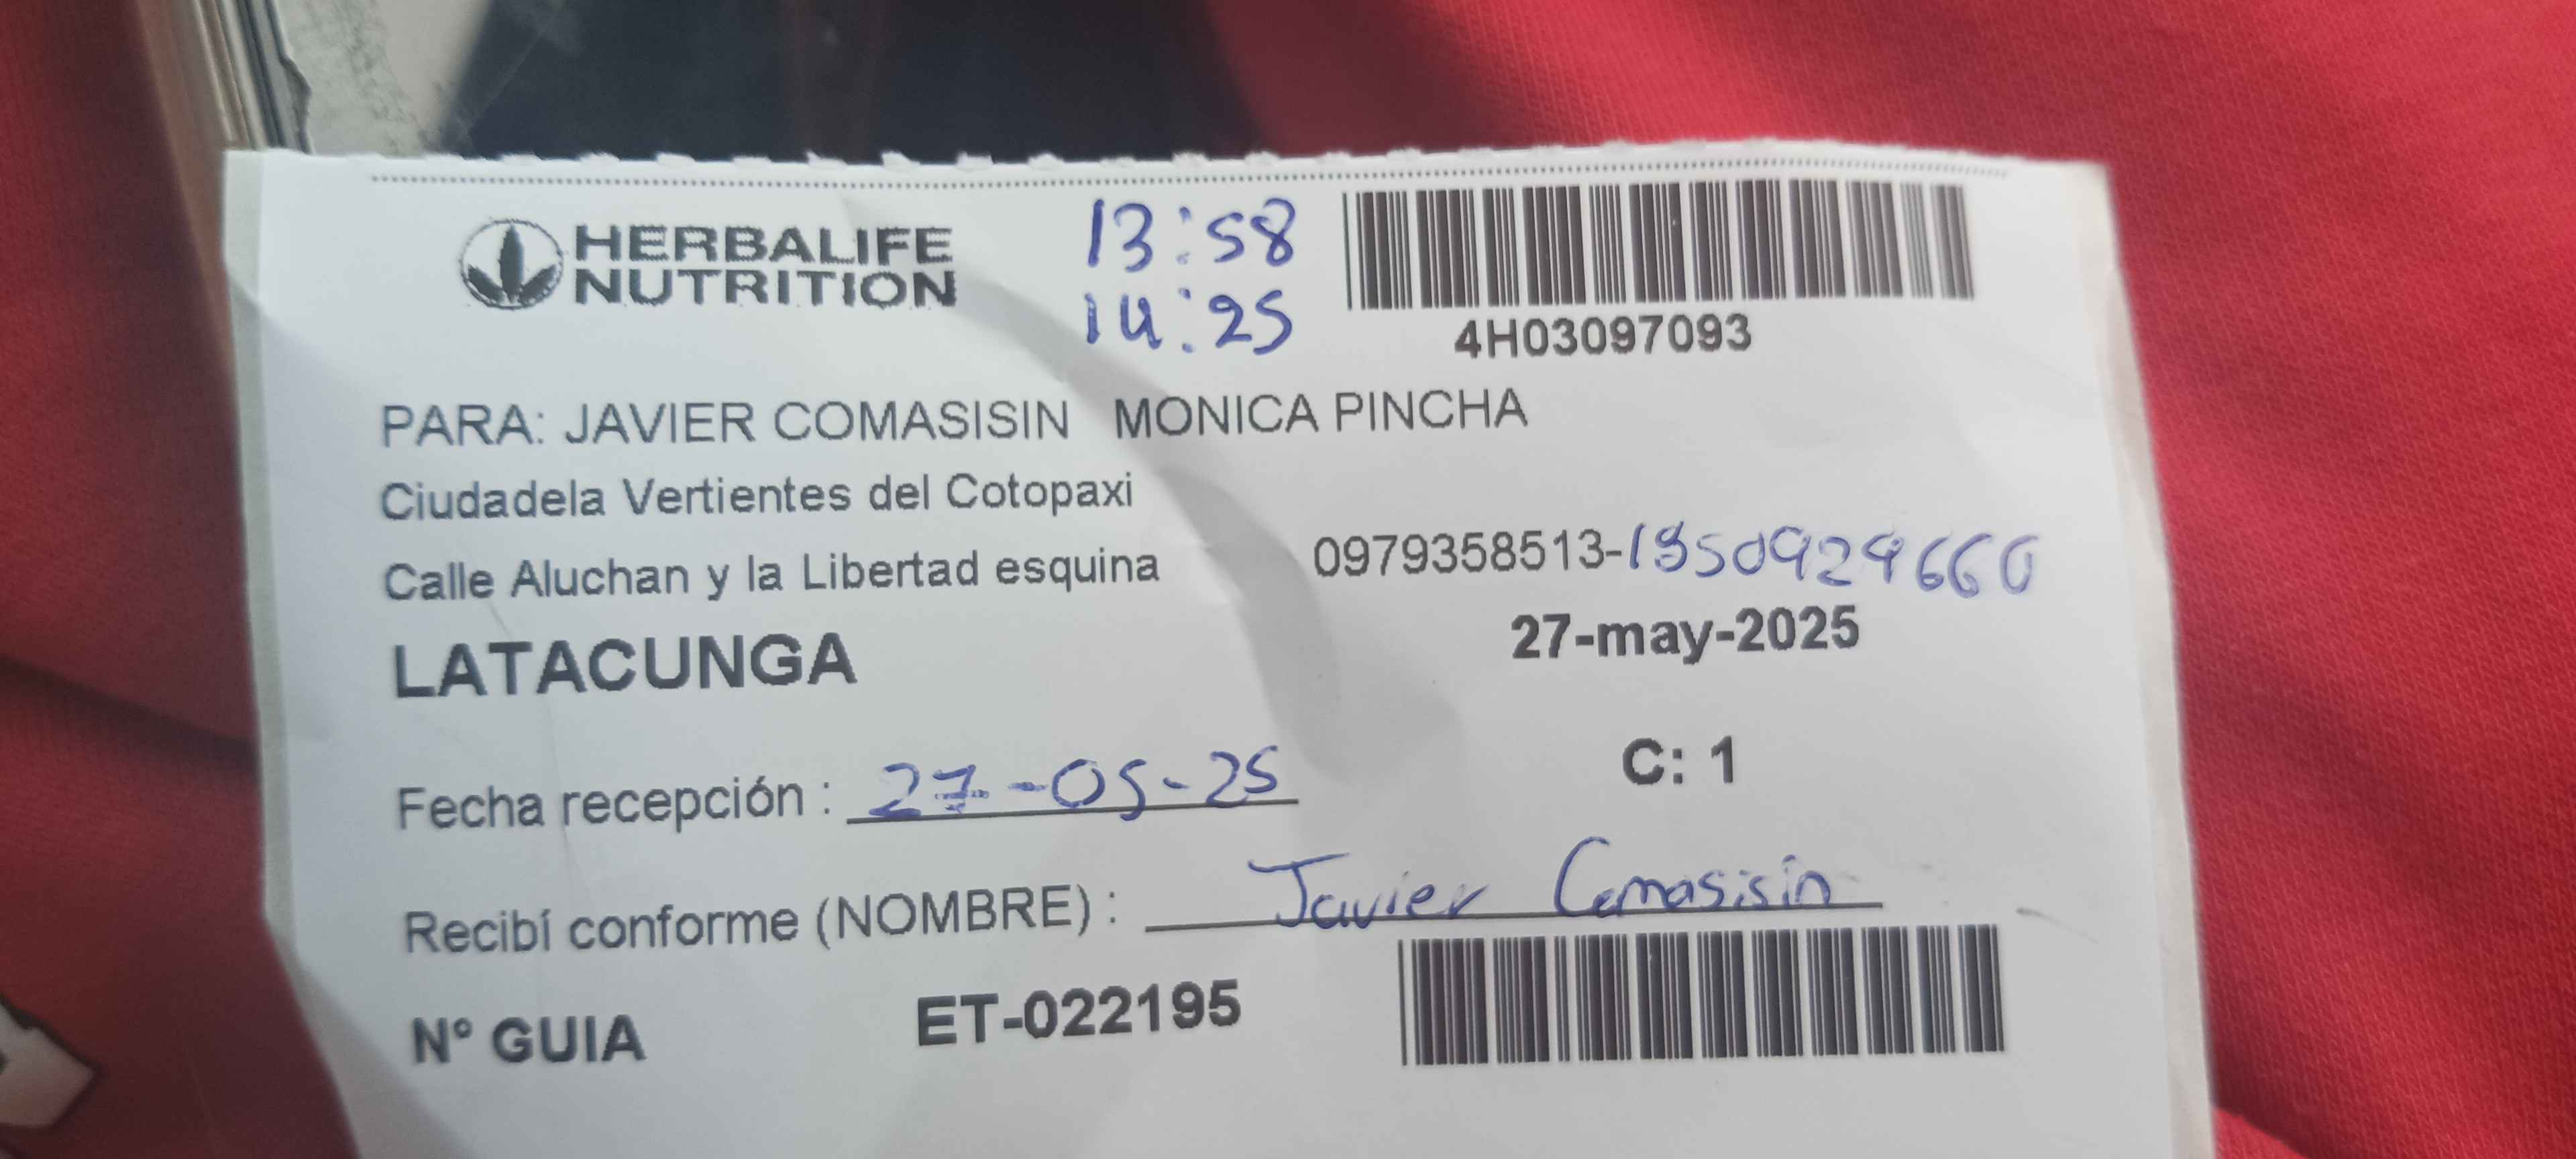 HERBALIFE
NUTRITION
13:58
14:25
4H03097093
PARA: JAVIER COMASISIN MONICA PINCHA
Ciudadela Vertientes del Cotopaxi
Calle Aluchan y la Libertad esquina
0979358513-
LATACUNGA
27-may-2025
C: 1
Fecha recepción : 27-05-25
Recibí conforme (NOMBRE) : Javier Comasisin
N° GUIA ET-022195